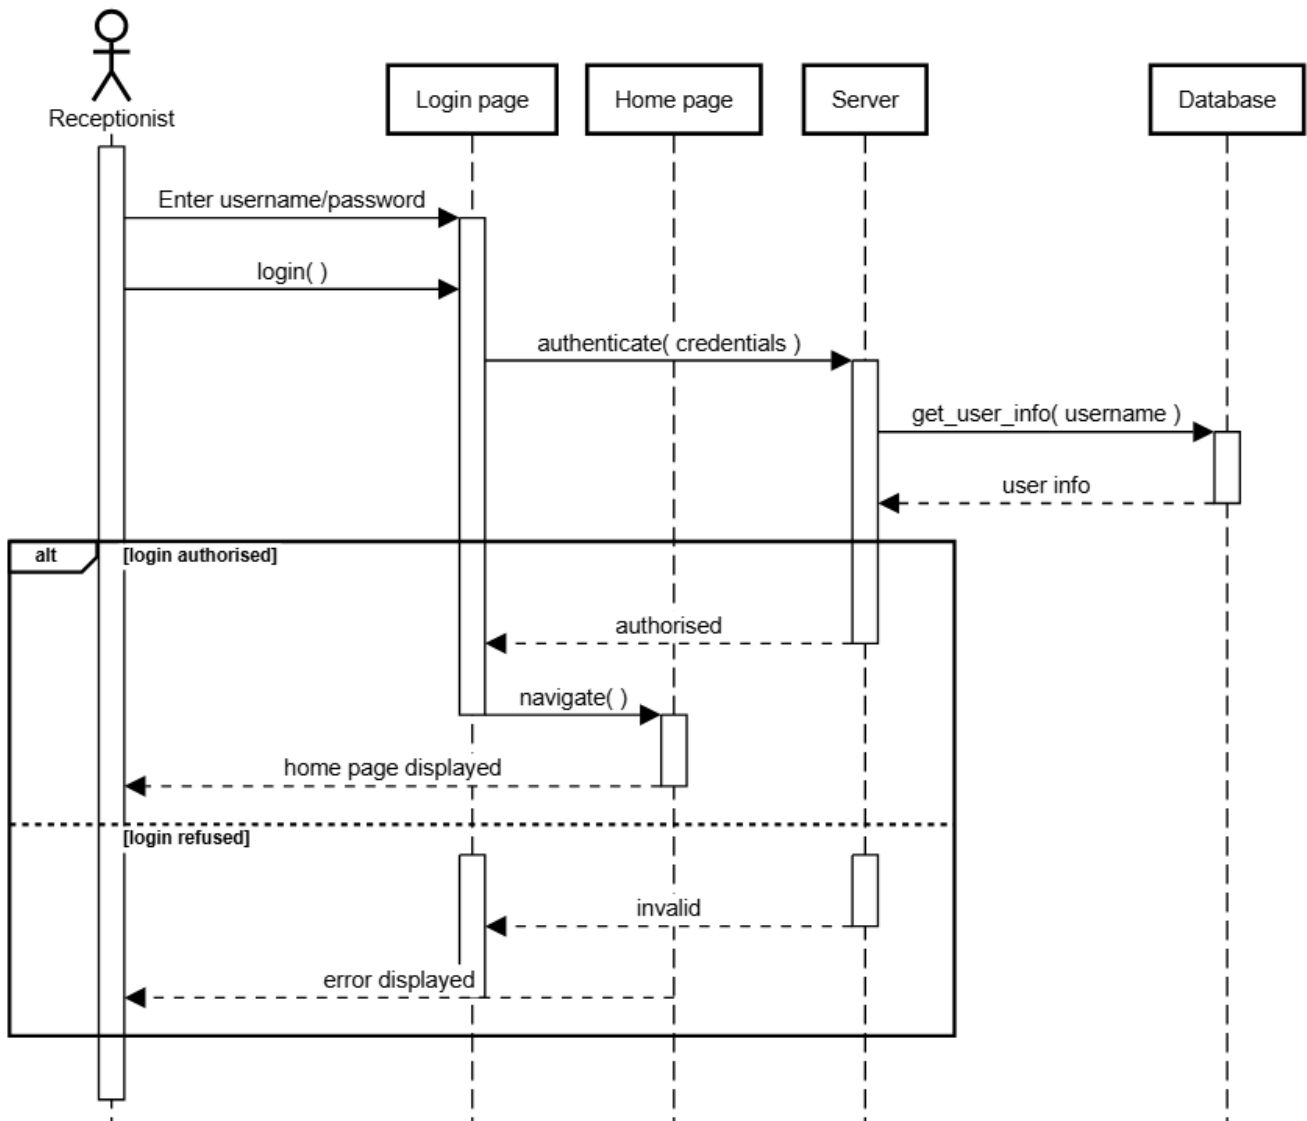 Receptionist
Login page
Home page
Server
Database
Enter username/password
login( )
authenticate( credentials )
get_user_info( username )
user info
alt
[login authorised]
authorised
navigate( )
home page displayed
[login refused]
invalid
error displayed